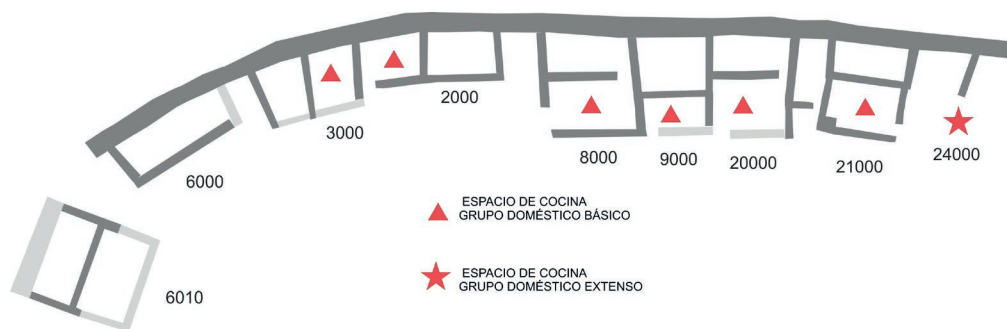 2000
3000
8000
9000
20000
21000
24000
6000
6010
ESPACIO DE COCINA
GRUPO DOMÉSTICO BÁSICO
ESPACIO DE COCINA
GRUPO DOMÉSTICO EXTENSO